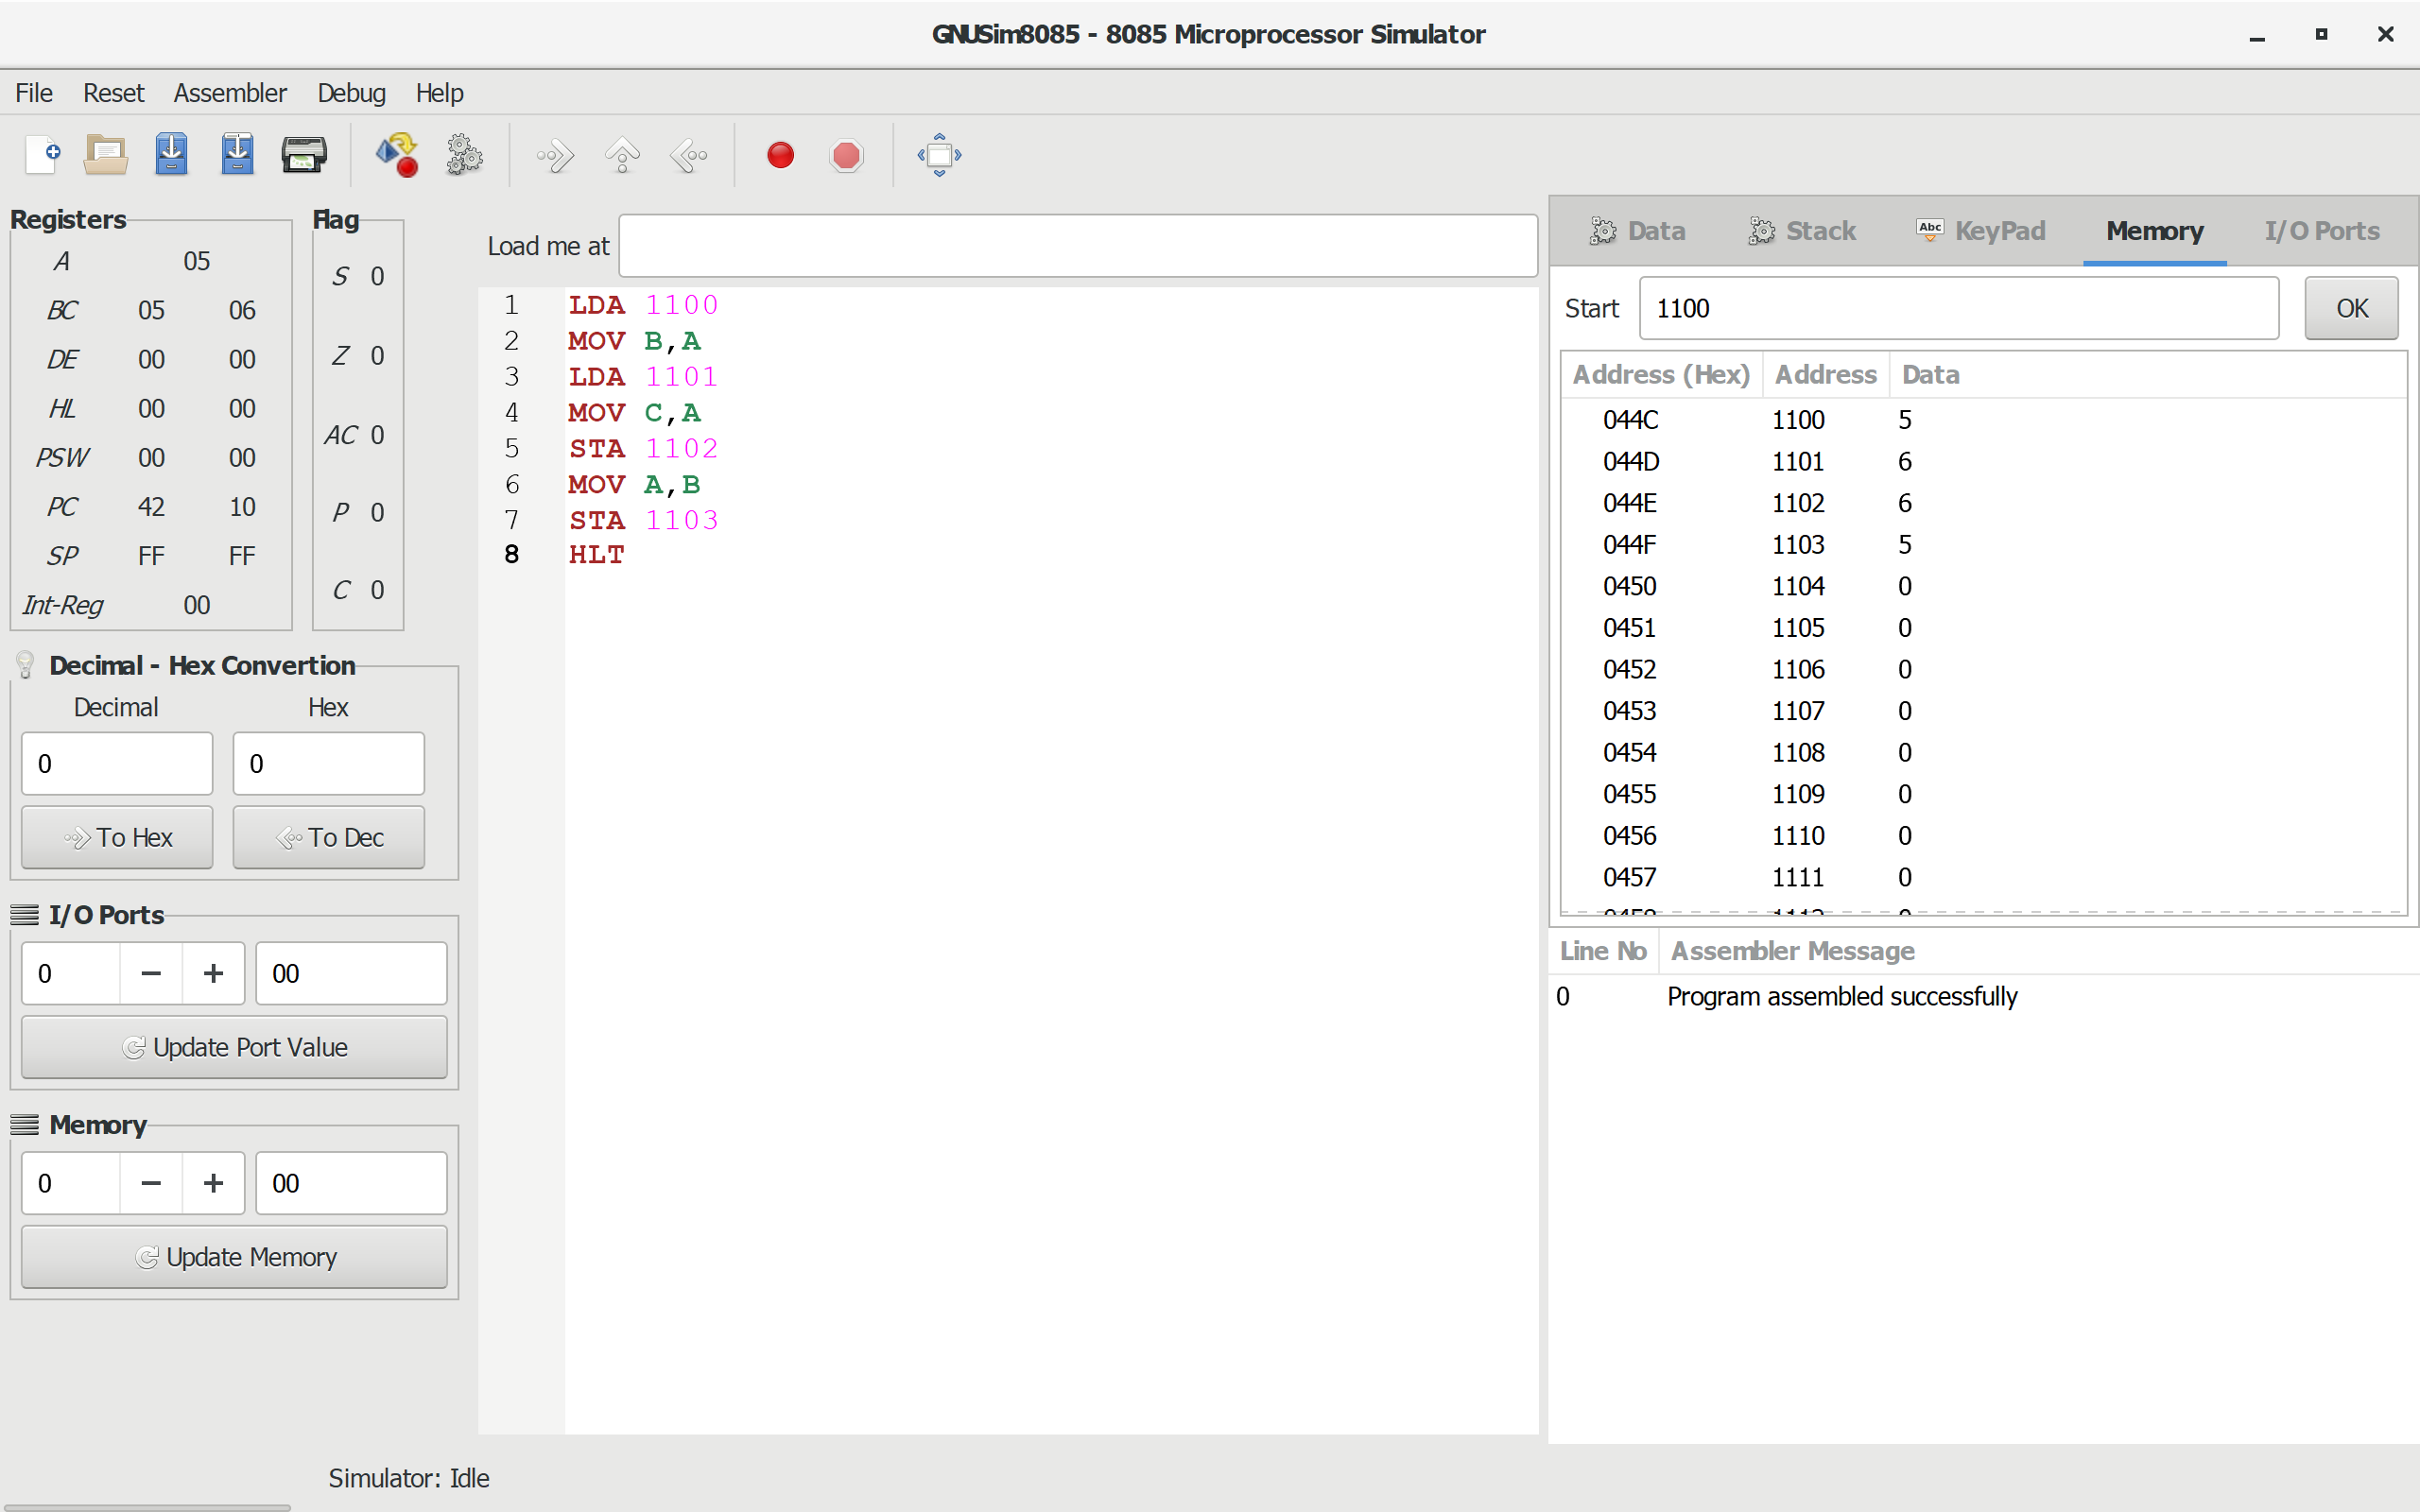 GNUSim8085 - 8085 Microprocessor Simulator
File Reset Assembler Debug Help
Registers
A 05
BC 05 06
DE 00 00
HL 00 00
PSW 00 00
PC 42 10
SP FF FF
Int-Reg 00
Flag
S 0
Z 0
AC 0
P 0
C 0
Decimal - Hex Convertion
Decimal Hex
0 0
To Hex To Dec
I/O Ports
0 − + 00
Update Port Value
Memory
0 − + 00
Update Memory
Load me at
1 LDA 1100
2 MOV B,A
3 LDA 1101
4 MOV C,A
5 STA 1102
6 MOV A,B
7 STA 1103
8 HLT
Data Stack Abc KeyPad Memory I/O Ports
Start 1100 OK
Address (Hex) Address Data
044C 1100 5
044D 1101 6
044E 1102 6
044F 1103 5
0450 1104 0
0451 1105 0
0452 1106 0
0453 1107 0
0454 1108 0
0455 1109 0
0456 1110 0
0457 1111 0
Line No Assembler Message
0 Program assembled successfully
Simulator: Idle